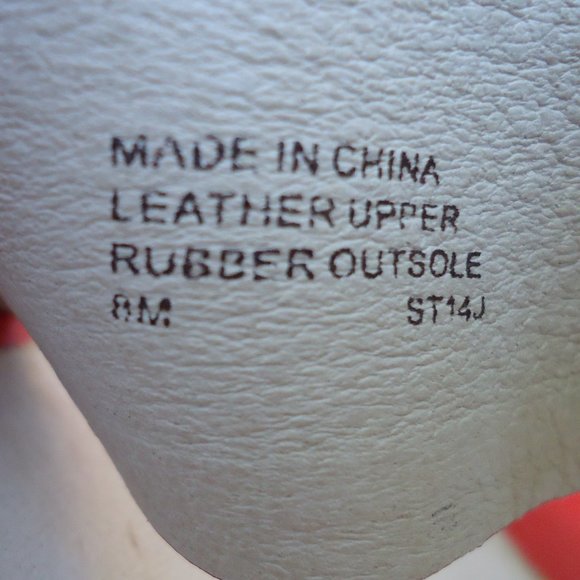 MADE IN CHINA
LEATHER UPPER
RUBBER OUTSOLE
8M ST14J